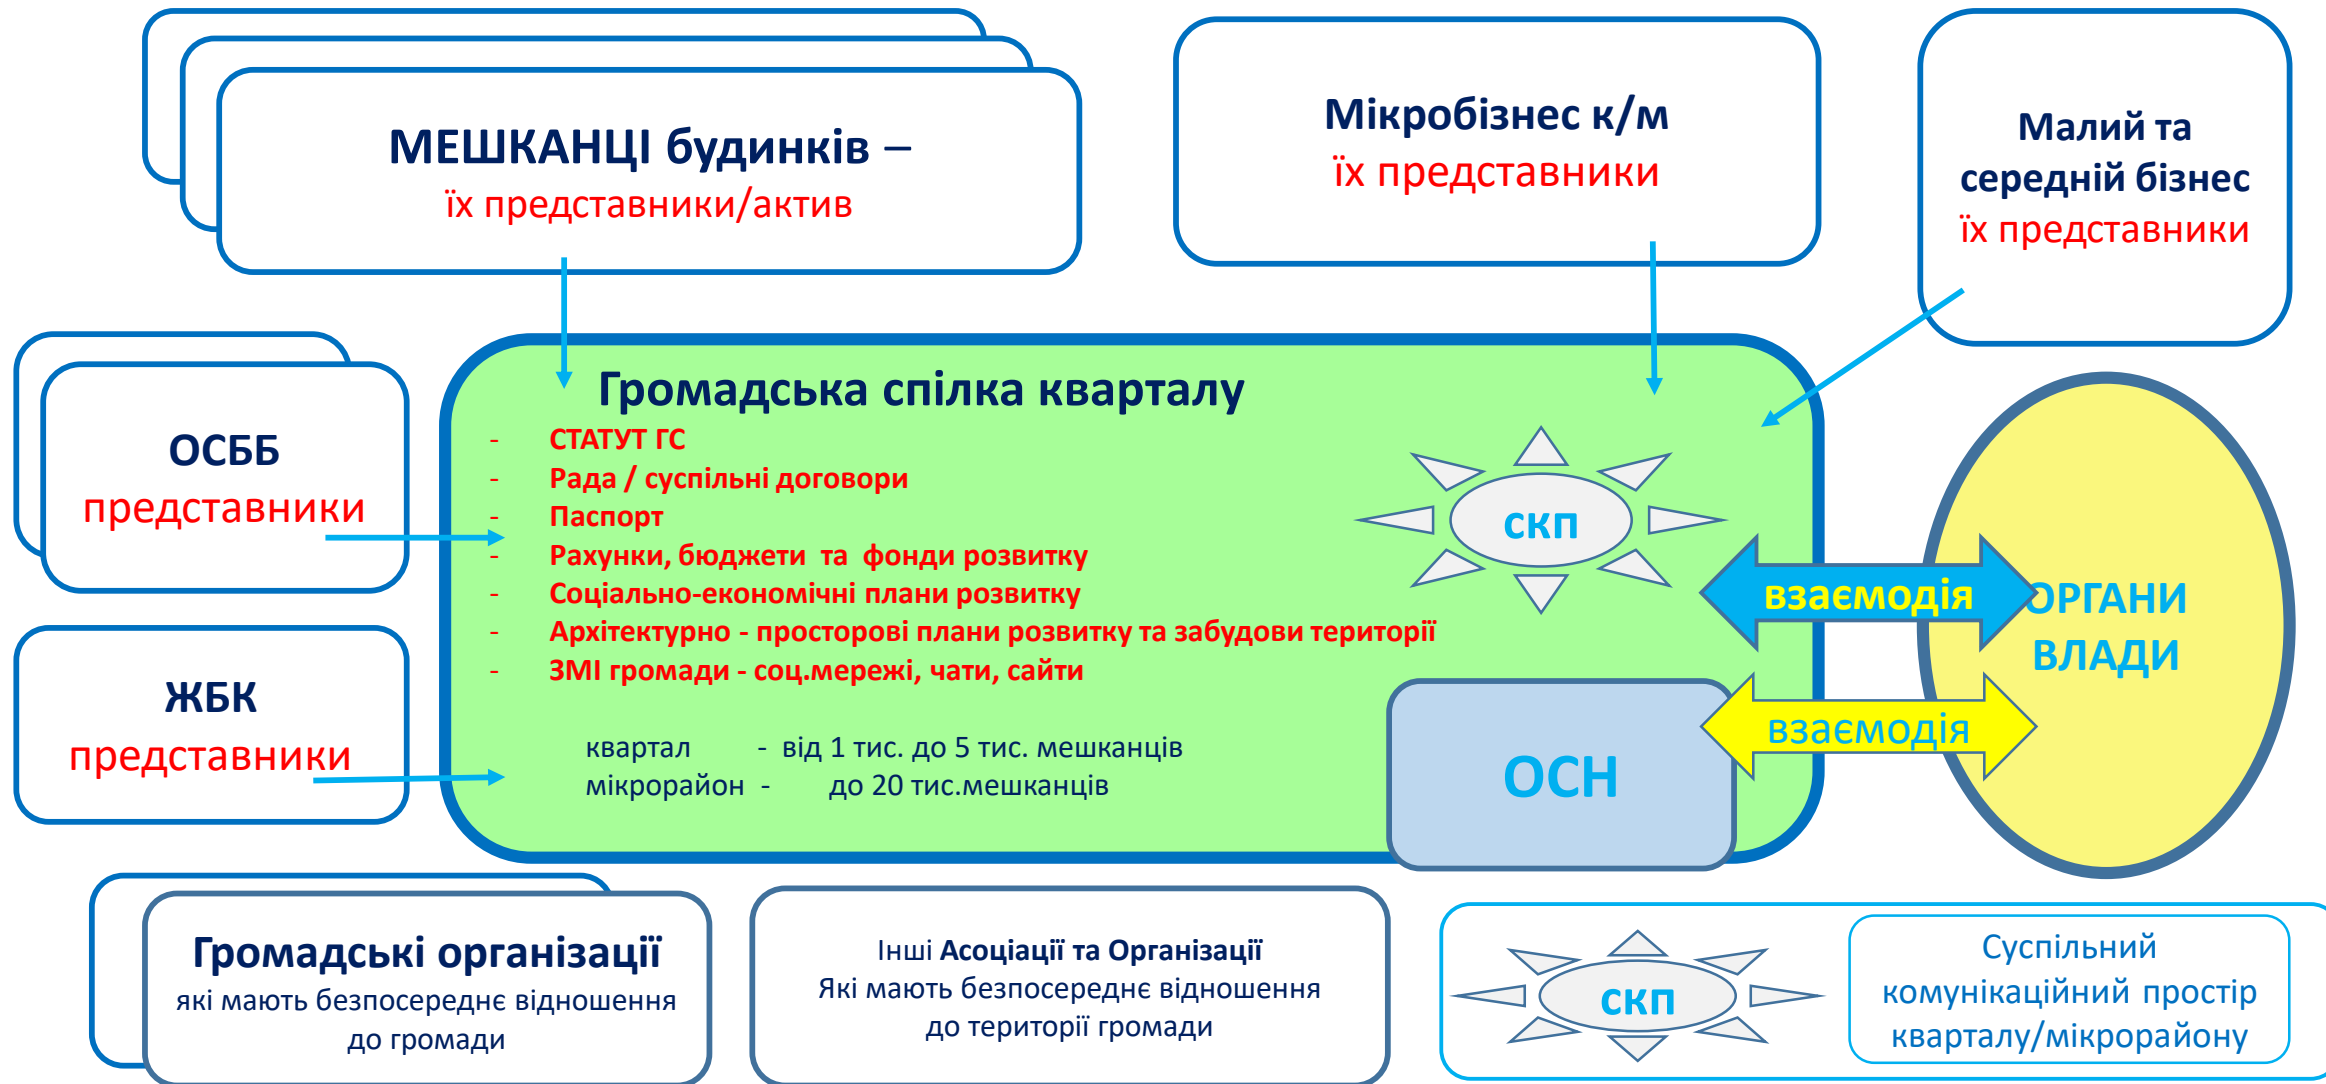 МЕШКАНЦІ будинків –
їх представники/актив
Мікробізнес к/м
їх представники
Малий та
середній бізнес
їх представники
ОСББ
представники
ЖБК
представники
Громадська спілка кварталу
- СТАТУТ ГС
- Рада / суспільні договори
- Паспорт
- Рахунки, бюджети та фонди розвитку
- Соціально-економічні плани розвитку
- Архітектурно - просторові плани розвитку та забудови території
- ЗМІ громади - соц.мережі, чати, сайти
квартал - від 1 тис. до 5 тис. мешканців
мікрорайон - до 20 тис.мешканців
скп
взаємодія
взаємодія
ОРГАНИ
ВЛАДИ
ОСН
Громадські організації
які мають безпосереднє відношення
до громади
Інші Асоціації та Організації
Які мають безпосереднє відношення
до території громади
скп
Суспільний
комунікаційний простір
кварталу/мікрорайону